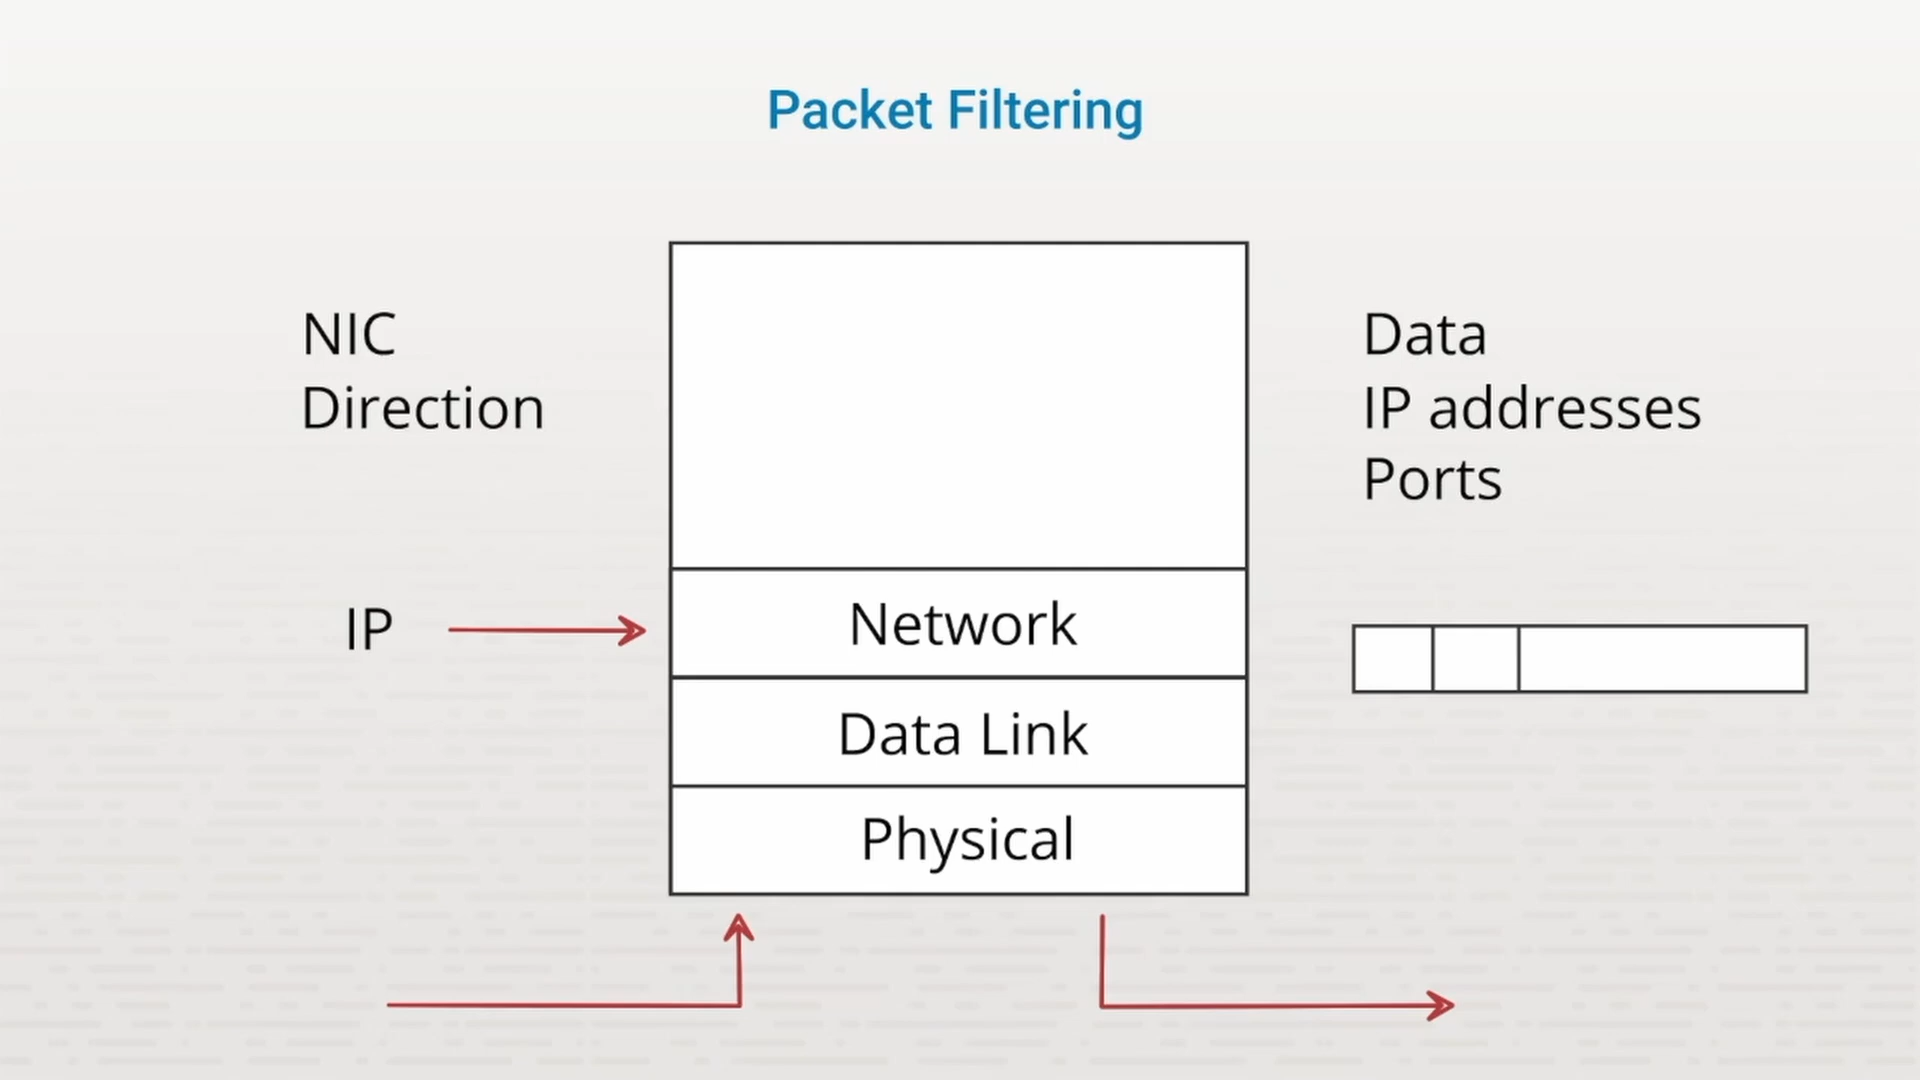 Packet Filtering
NIC
Direction
Data
IP addresses
Ports
IP
Network
Data Link
Physical